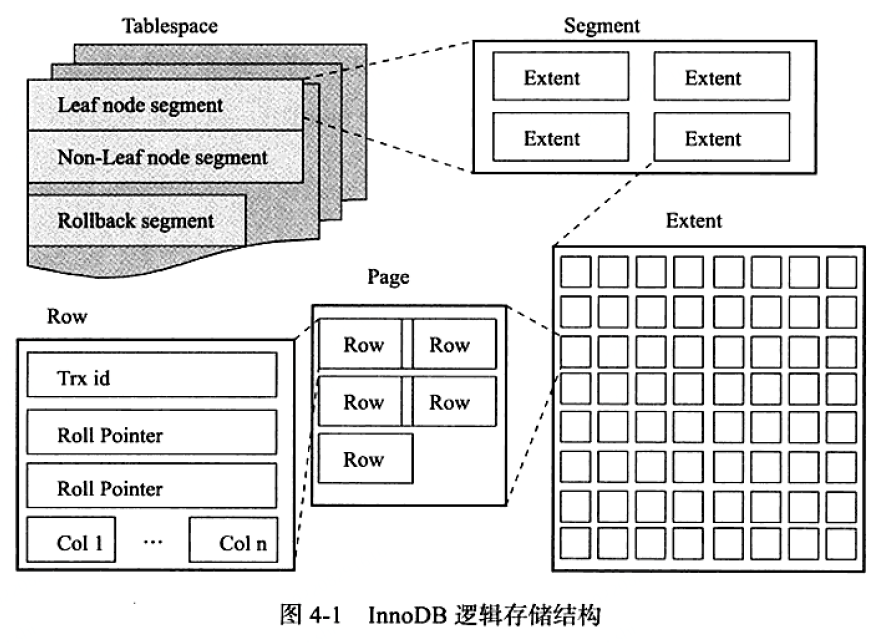 Tablespace
Leaf node segment
Non-Leaf node segment
Rollback segment
Segment
Extent
Extent
Extent
Extent
Extent
Page
Row
Row
Row
Row
Row
Row
Trx id
Roll Pointer
Roll Pointer
Col 1
...
Col n
图 4-1 InnoDB 逻辑存储结构